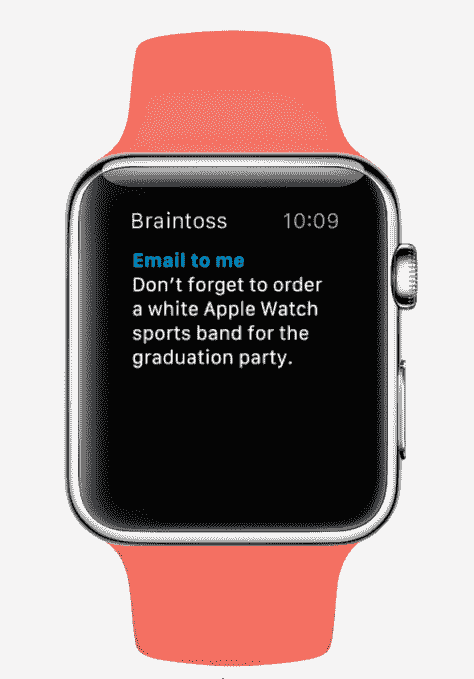 Braintoss 10:09
Email to me
Don't forget to order
a white Apple Watch
sports band for the
graduation party.